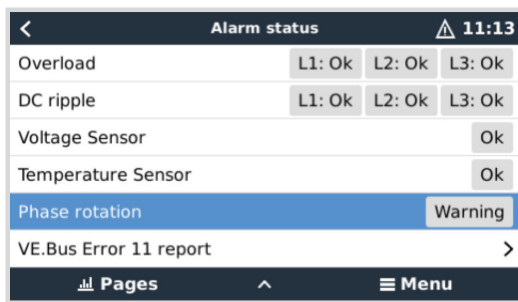 Alarm status 11:13
Overload L1: Ok L2: Ok L3: Ok
DC ripple L1: Ok L2: Ok L3: Ok
Voltage Sensor Ok
Temperature Sensor Ok
Phase rotation Warning
VE.Bus Error 11 report
Pages Menu